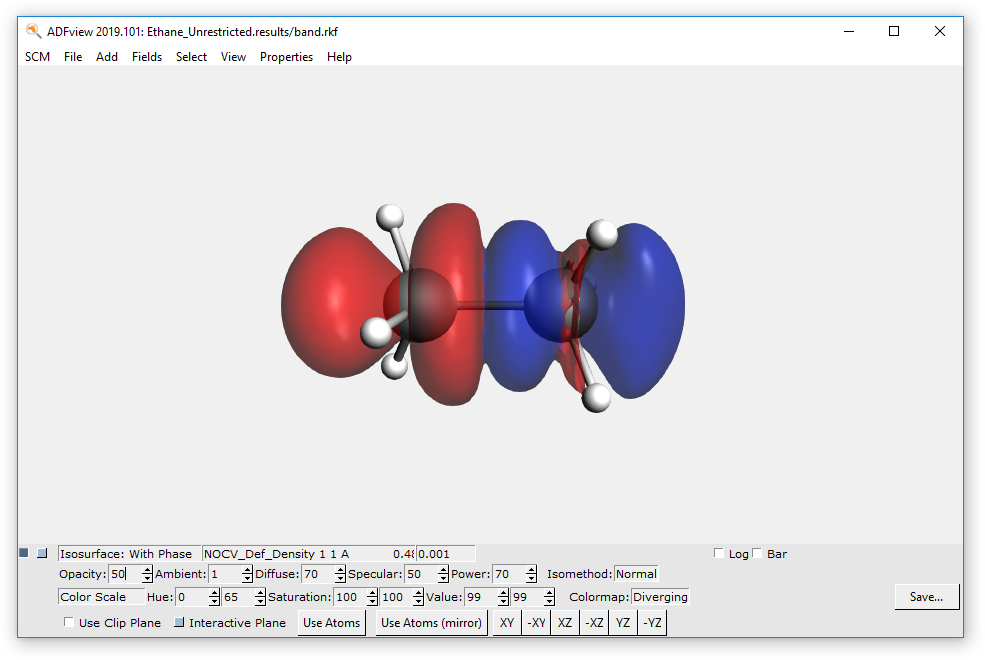 ADFview 2019.101: Ethane_Unrestricted.results/band.rkf
SCM File Add Fields Select View Properties Help
Isosurface: With Phase NOCV_Def_Density 1 1 A 0.48 0.001 Log Bar
Opacity: 50 Ambient: 1 Diffuse: 70 Specular: 50 Power: 70 Isomethod: Normal
Color Scale Hue: 0 65 Saturation: 100 100 Value: 99 99 Colormap: Diverging Save...
Use Clip Plane Interactive Plane Use Atoms Use Atoms (mirror) XY -XY XZ -XZ YZ -YZ